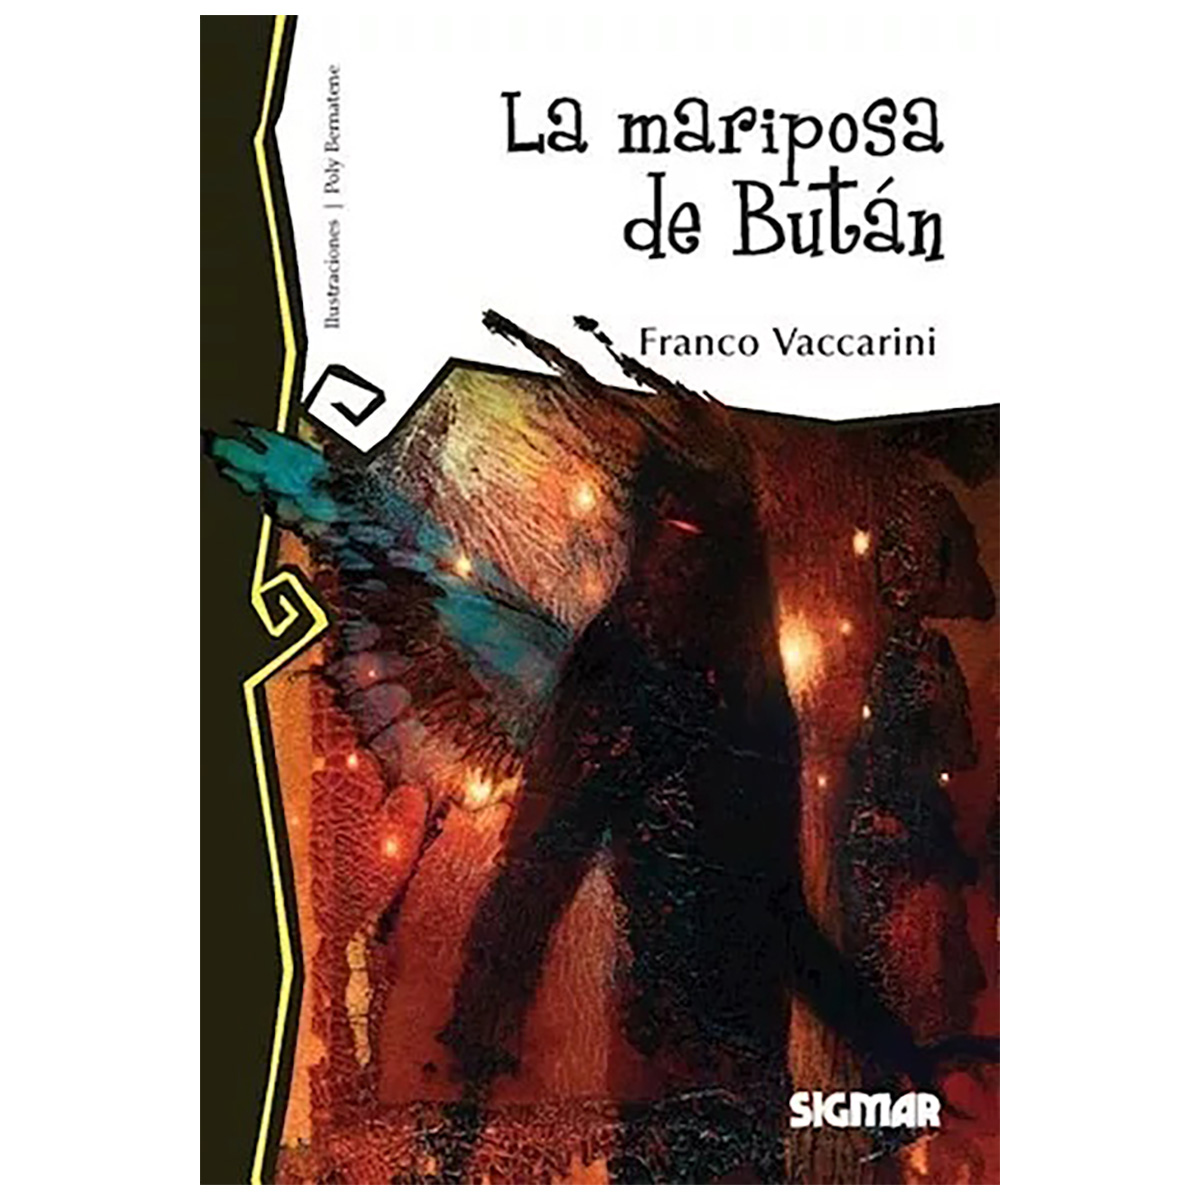 La mariposa
de Bután
Franco Vaccarini
Ilustraciones | Poly Bernatene
SIGMAR